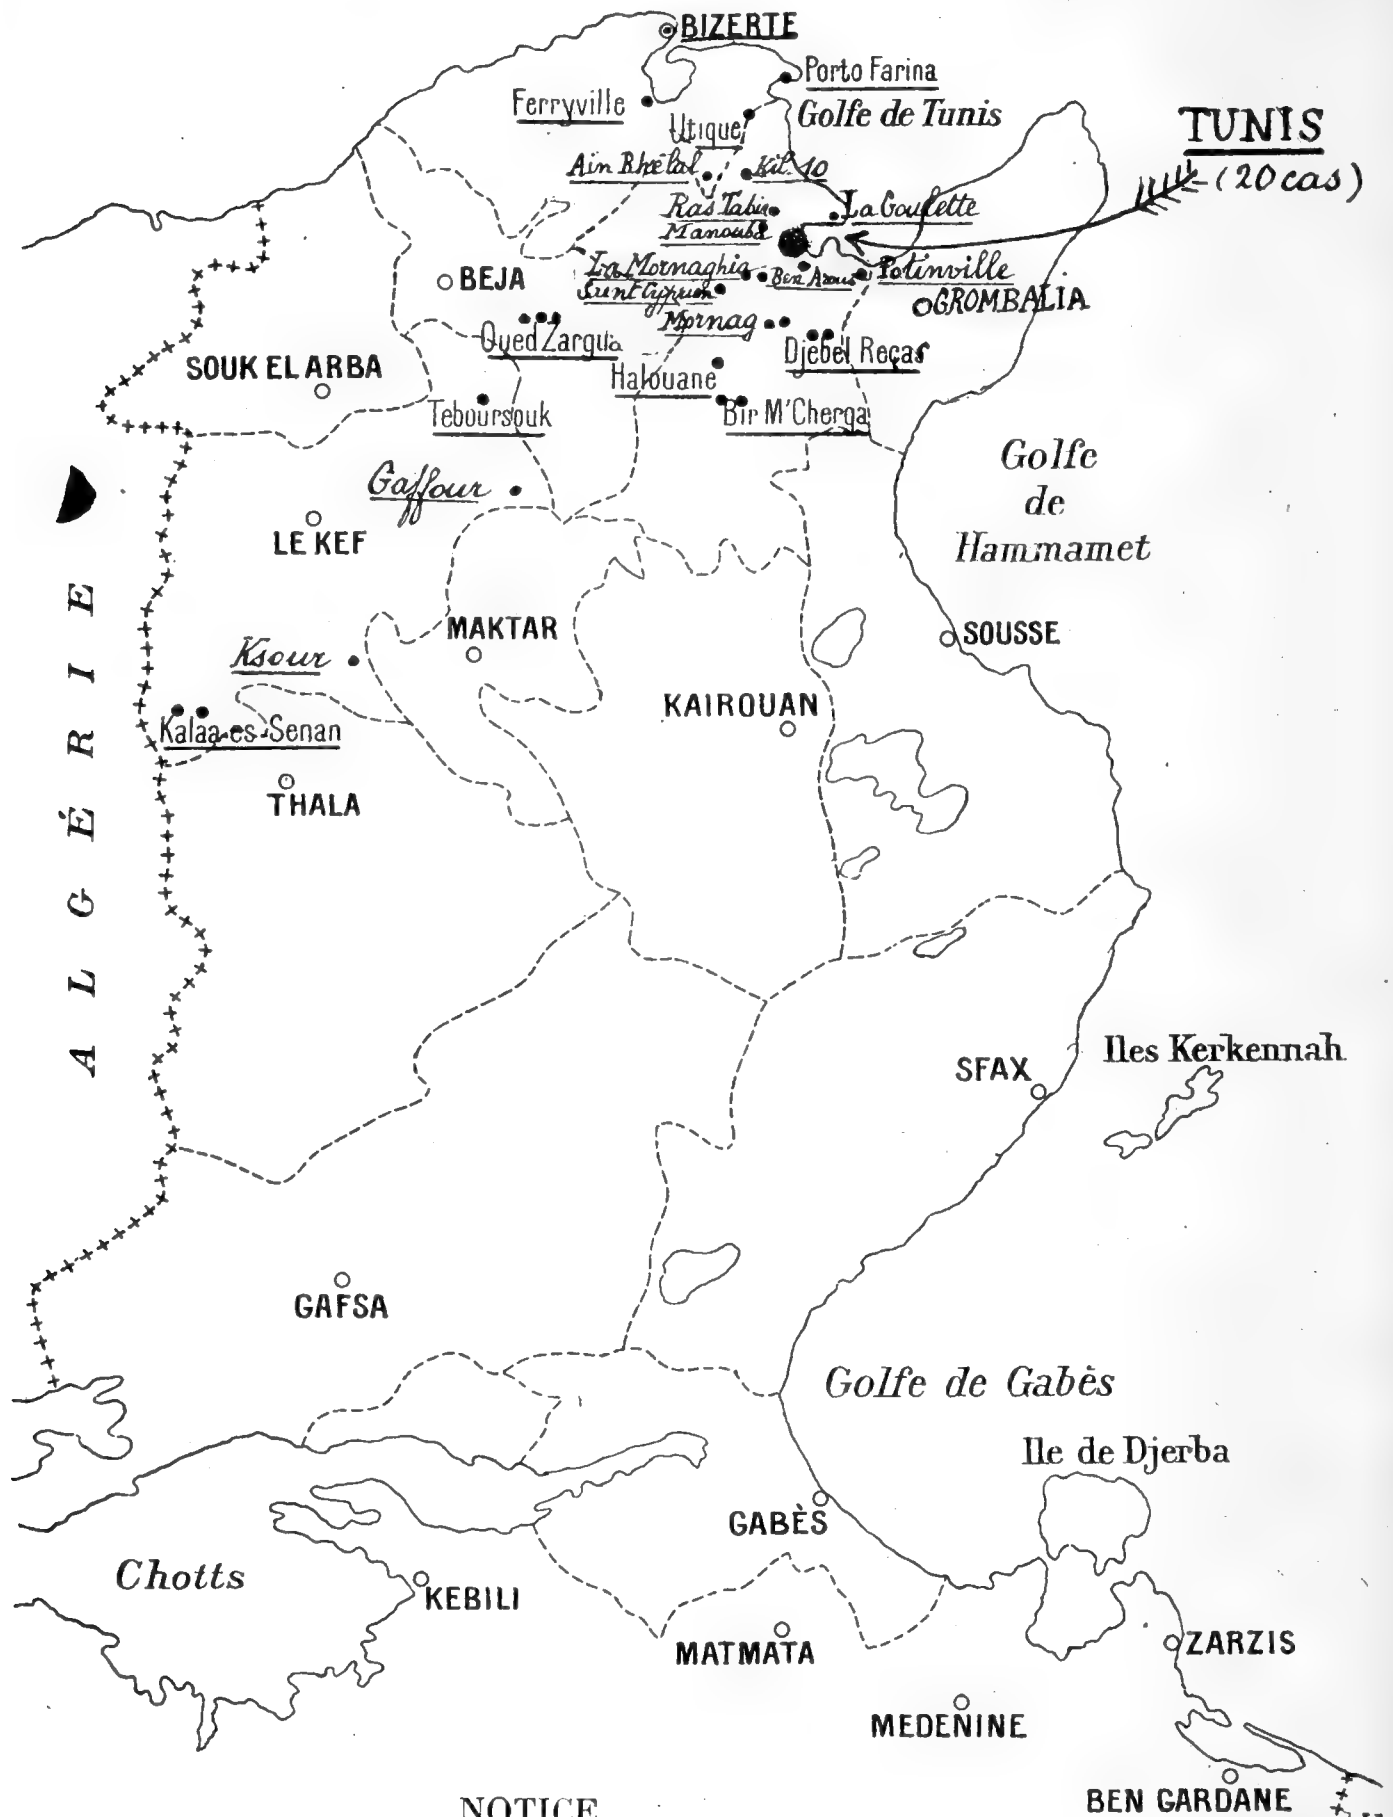 BIZERTE
Porto Farina
Ferryville
Golfe de Tunis
Utique
TUNIS
(20 cas)
Aïn Rhélal
Kil. 10
Ras Tabia
La Goulette
Manouba
La Mornaghia
Ben Arous
Potinville
BEJA
Saint Cyprien
GROMBALIA
Mornag
Oued Zargua
Djebel Reças
SOUK EL ARBA
Halouane
Teboursouk
Bir M'Cherga
Golfe
de
Hammamet
Gaffour
LE KEF
ALGÉRIE
MAKTAR
SOUSSE
Ksour
KAIROUAN
Kalaa-es-Senan
THALA
Iles Kerkennah
SFAX
GAFSA
Golfe de Gabès
Ile de Djerba
GABÈS
Chotts
KEBILI
MATMATA
ZARZIS
MEDENINE
BEN GARDANE
NOTICE